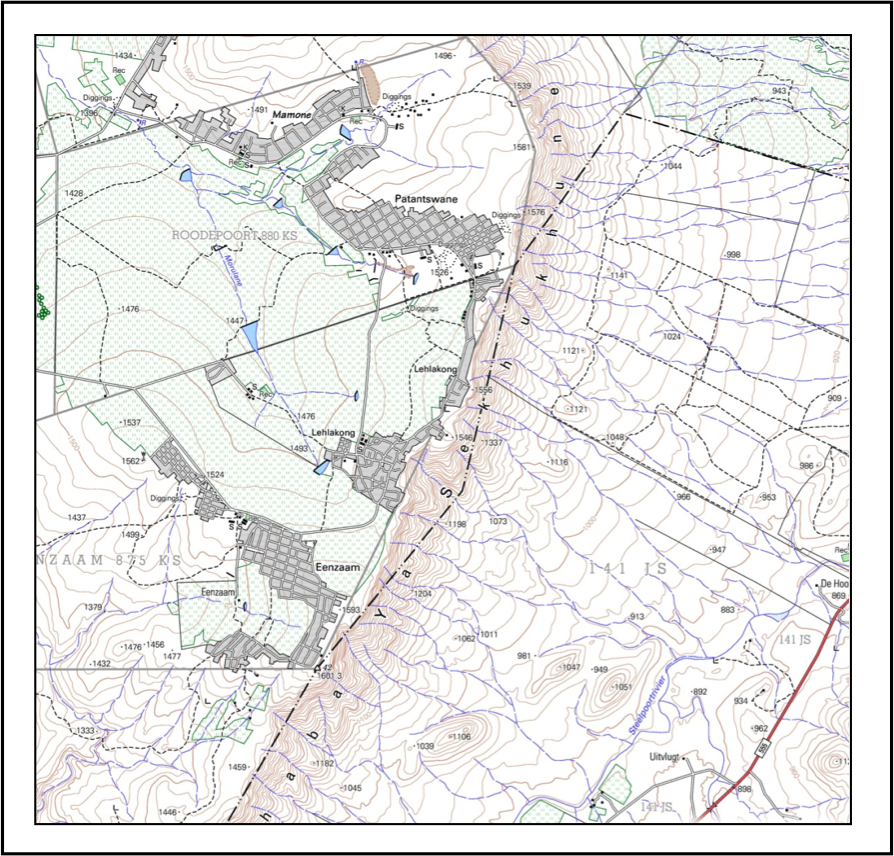 1434
Rec
Diggings
1396
R
R
1496
1539
Diggings
1491
Mamone
Rec
S
K
Rec
S
1581
943
1044
1428
Patantswane
Diggings
1576
ROODEPOORT 880 KS
Diggings
S
1526
S
998
1141
Morulane
1476
1447
Diggings
1024
1121
920
Lehlakong
1556
909
S
Rec
1476
1121
1537
Lehlakong
1493
S
1546
1337
1048
1562
1524
1116
986
Diggings
966
953
1437
S
1198
1073
1499
947
NZAAM 875 KS
Eenzaam
141 JS
Rec
De Hoo
869
Eenzaam
1204
1379
1593
913
883
1476
1456
1062
1011
141 JS
1477
981
1432
1047
949
42
1601.3
1051
892
934
Steelpoortrivier
1333
1106
962
1039
Uitvlugt
555
1459
1182
1045
898
1446
141 JS
h a b a Y a S e k h u k h u n e